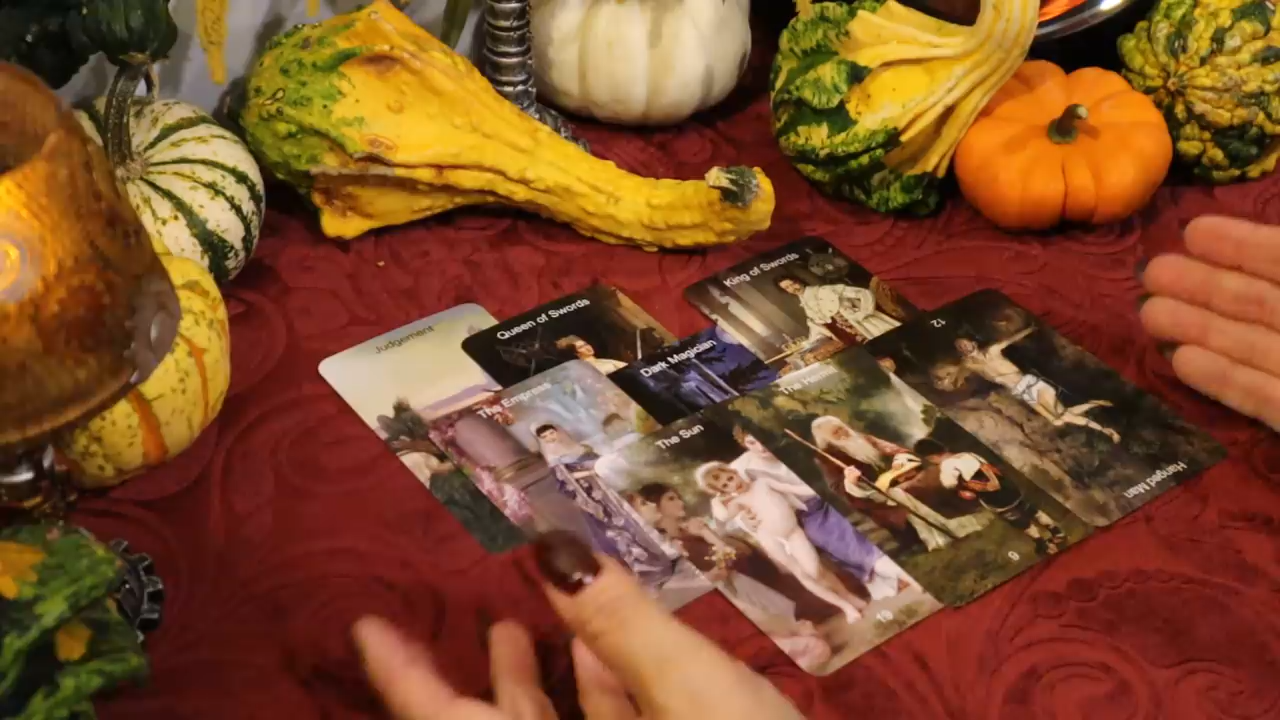 Judgement
Queen of Swords
King of Swords
Dark Magician
The Empress
The Sun
19
The Hermit
9
12
Hanged Man